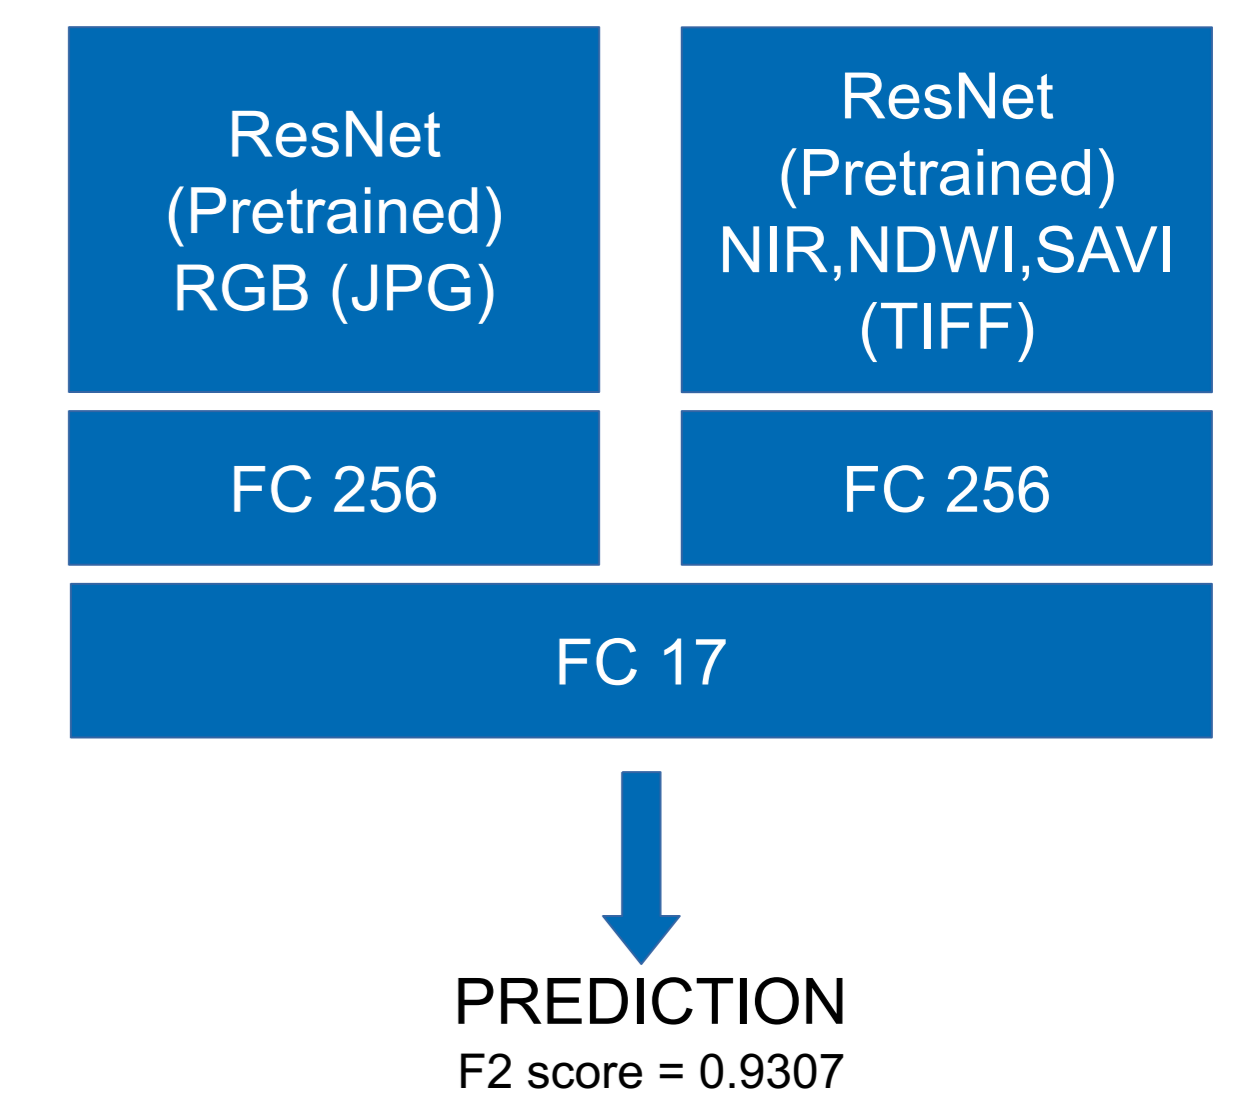 ResNet
(Pretrained)
RGB (JPG)
ResNet
(Pretrained)
NIR,NDWI,SAVI
(TIFF)
FC 256
FC 256
FC 17
PREDICTION
F2 score = 0.9307